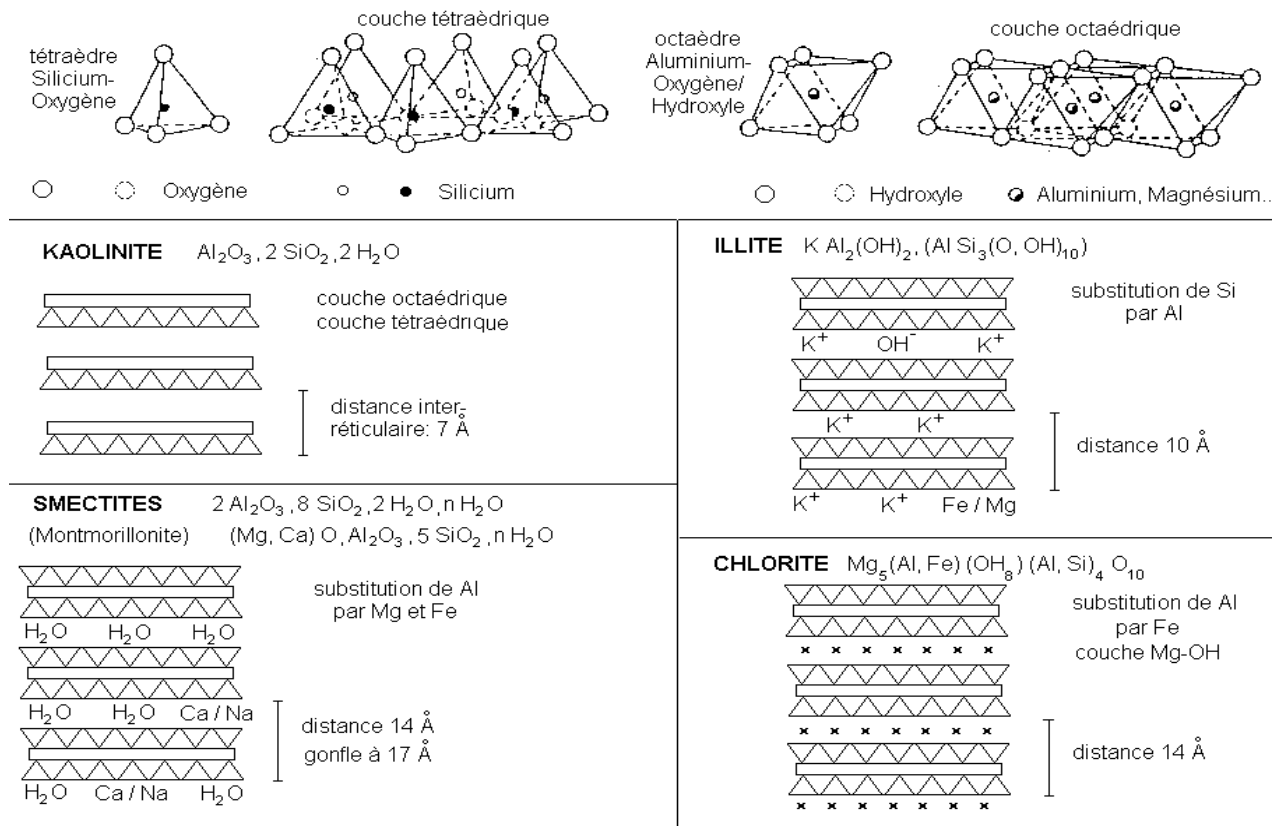 couche tétraèdrique
tétraèdre
Silicium-
Oxygène
Oxygène
Silicium
couche octaédrique
octaèdre
Aluminium-
Oxygène/
Hydroxyle
Hydroxyle
Aluminium, Magnésium...
KAOLINITE Al₂O₃, 2 SiO₂, 2 H₂O
couche octaédrique
couche tétraèdrique
distance inter-
réticulaire: 7 Å
SMECTITES 2 Al₂O₃, 8 SiO₂, 2 H₂O, n H₂O
(Montmorillonite) (Mg, Ca) O, Al₂O₃, 5 SiO₂, n H₂O
substitution de Al
par Mg et Fe
H₂O H₂O H₂O
H₂O H₂O Ca / Na
distance 14 Å
gonfle à 17 Å
H₂O Ca / Na H₂O
ILLITE K Al₂(OH)₂, (Al Si₃(O, OH)₁₀)
substitution de Si
par Al
K⁺ OH⁻ K⁺
K⁺ K⁺
distance 10 Å
K⁺ K⁺ Fe / Mg
CHLORITE Mg₅(Al, Fe) (OH₈) (Al, Si)₄ O₁₀
substitution de Al
par Fe
couche Mg-OH
distance 14 Å